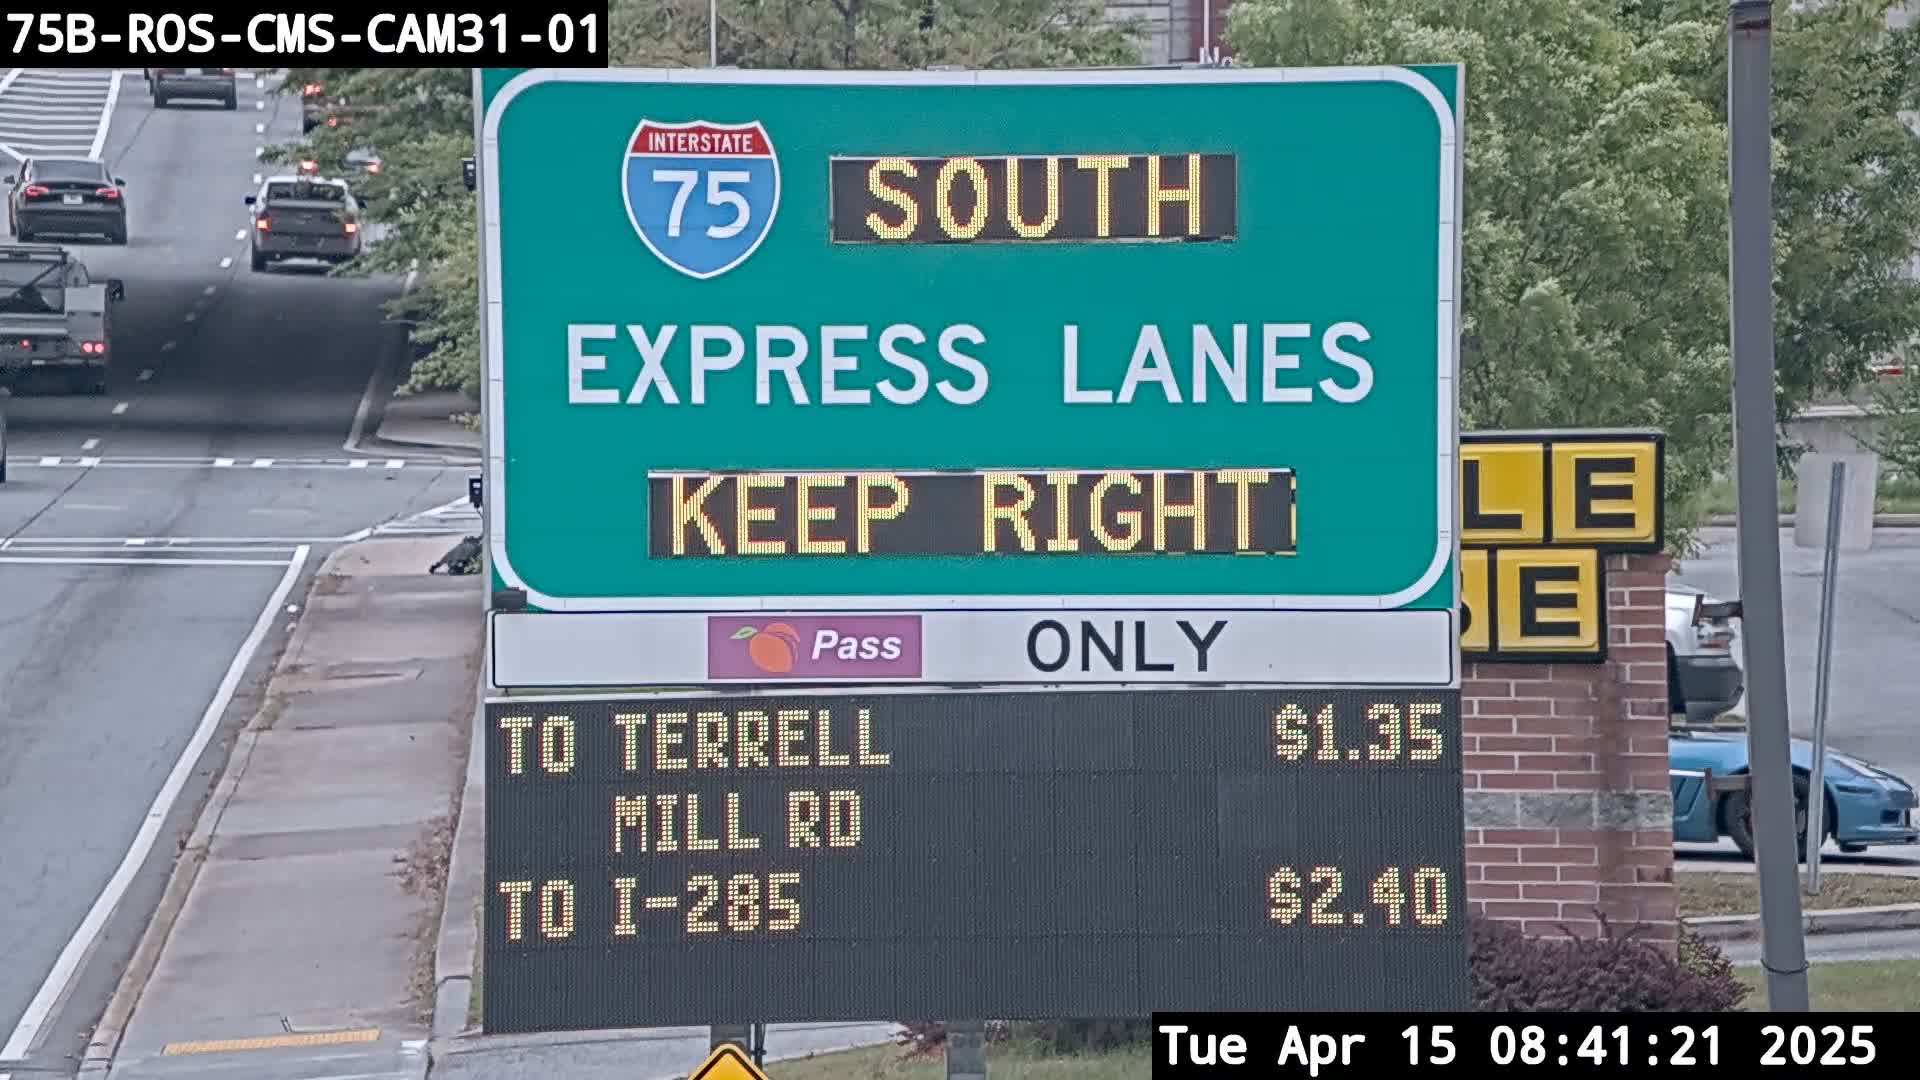 75B-ROS-CMS-CAM31-01
INTERSTATE
75
SOUTH
EXPRESS LANES
KEEP RIGHT
Pass ONLY
TO TERRELL $1.35
MILL RD
TO I-285 $2.40
LE
E
Tue Apr 15 08:41:21 2025